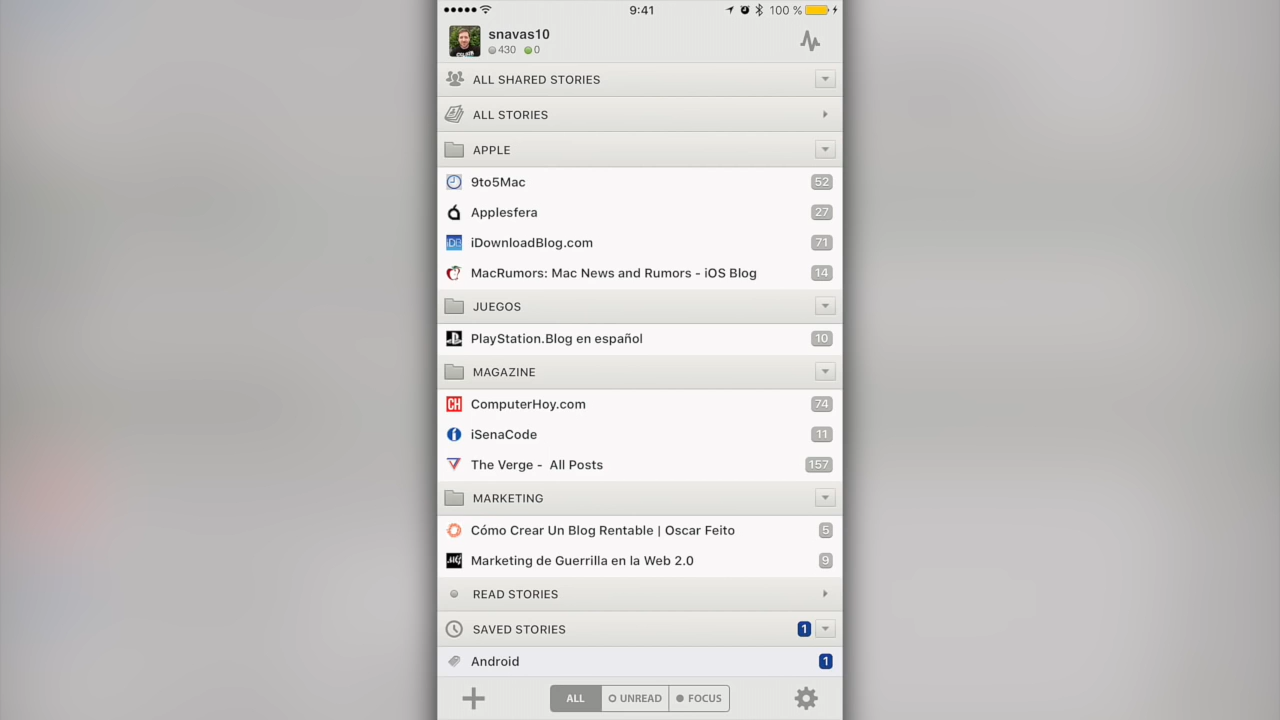 9:41 100 %
snavas10
430 0
ALL SHARED STORIES
ALL STORIES
APPLE
9to5Mac 52
Applesfera 27
iDB iDownloadBlog.com 71
MacRumors: Mac News and Rumors - iOS Blog 14
JUEGOS
PlayStation.Blog en español 10
MAGAZINE
CH ComputerHoy.com 74
iSenaCode 11
The Verge - All Posts 157
MARKETING
Cómo Crear Un Blog Rentable | Oscar Feito 5
Marketing de Guerrilla en la Web 2.0 9
READ STORIES
SAVED STORIES 1
Android 1
ALL UNREAD FOCUS